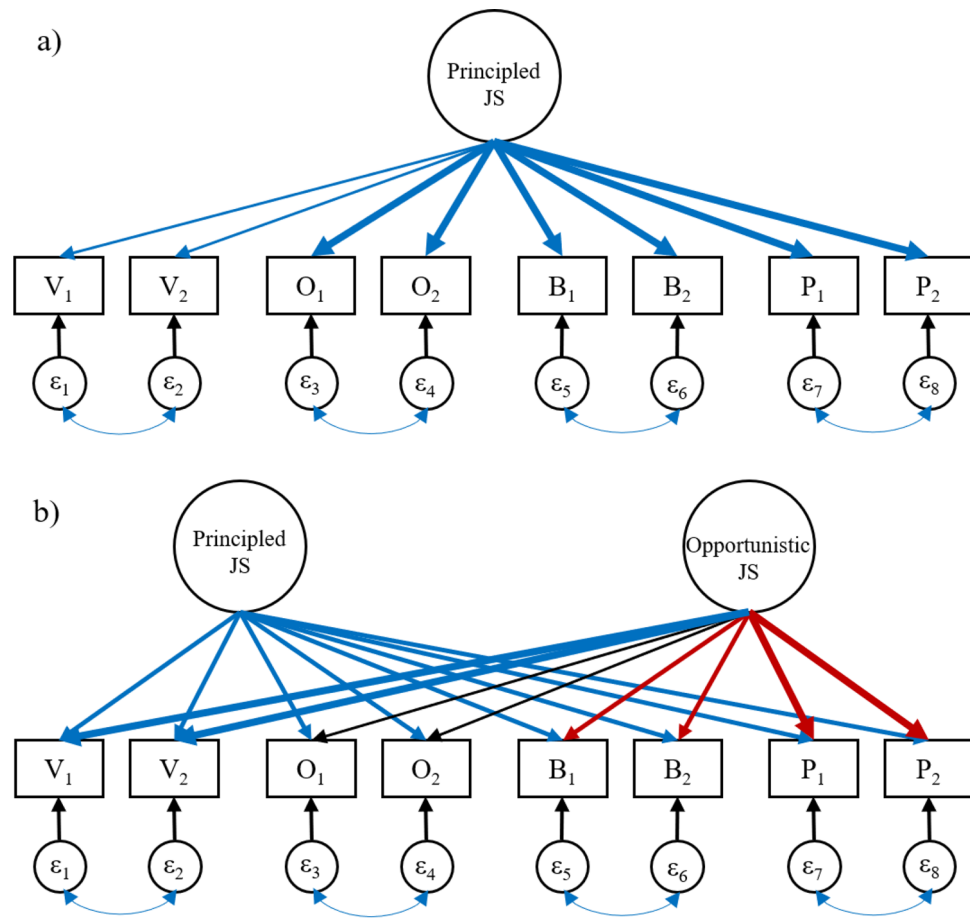 a)
Principled
JS
V₁ V₂ O₁ O₂ B₁ B₂ P₁ P₂
ε₁ ε₂ ε₃ ε₄ ε₅ ε₆ ε₇ ε₈
b)
Principled
JS
Opportunistic
JS
V₁ V₂ O₁ O₂ B₁ B₂ P₁ P₂
ε₁ ε₂ ε₃ ε₄ ε₅ ε₆ ε₇ ε₈